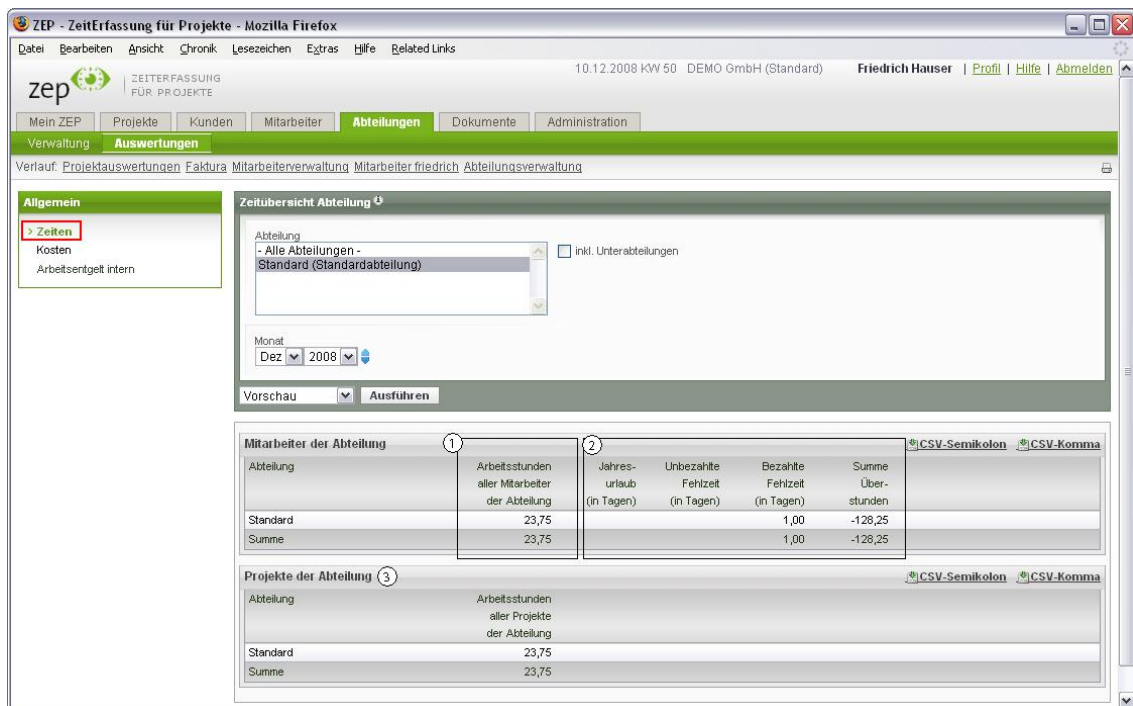 ZEP - ZeitErfassung für Projekte - Mozilla Firefox
Datei Bearbeiten Ansicht Chronik Lesezeichen Extras Hilfe Related Links
10.12.2008 KW 50 DEMO GmbH (Standard) Friedrich Hauser | Profil | Hilfe | Abmelden
zep ZEITERFASSUNG
FÜR PROJEKTE
Mein ZEP Projekte Kunden Mitarbeiter Abteilungen Dokumente Administration
Verwaltung Auswertungen
Verlauf: Projektauswertungen Faktura Mitarbeiterverwaltung Mitarbeiter friedrich Abteilungsverwaltung
Allgemein
> Zeiten
Kosten
Arbeitsentgelt intern
Zeitübersicht Abteilung
Abteilung
- Alle Abteilungen -
Standard (Standardabteilung)
inkl. Unterabteilungen
Monat
Dez 2008
Vorschau Ausführen
Mitarbeiter der Abteilung 1 2 CSV-Semikolon CSV-Komma
Abteilung Arbeitsstunden Jahres- Unbezahlte Bezahlte Summe
aller Mitarbeiter urlaub Fehlzeit Fehlzeit Über-
der Abteilung (in Tagen) (in Tagen) (in Tagen) stunden
Standard 23,75 1,00 -128,25
Summe 23,75 1,00 -128,25
Projekte der Abteilung 3 CSV-Semikolon CSV-Komma
Abteilung Arbeitsstunden
aller Projekte
der Abteilung
Standard 23,75
Summe 23,75